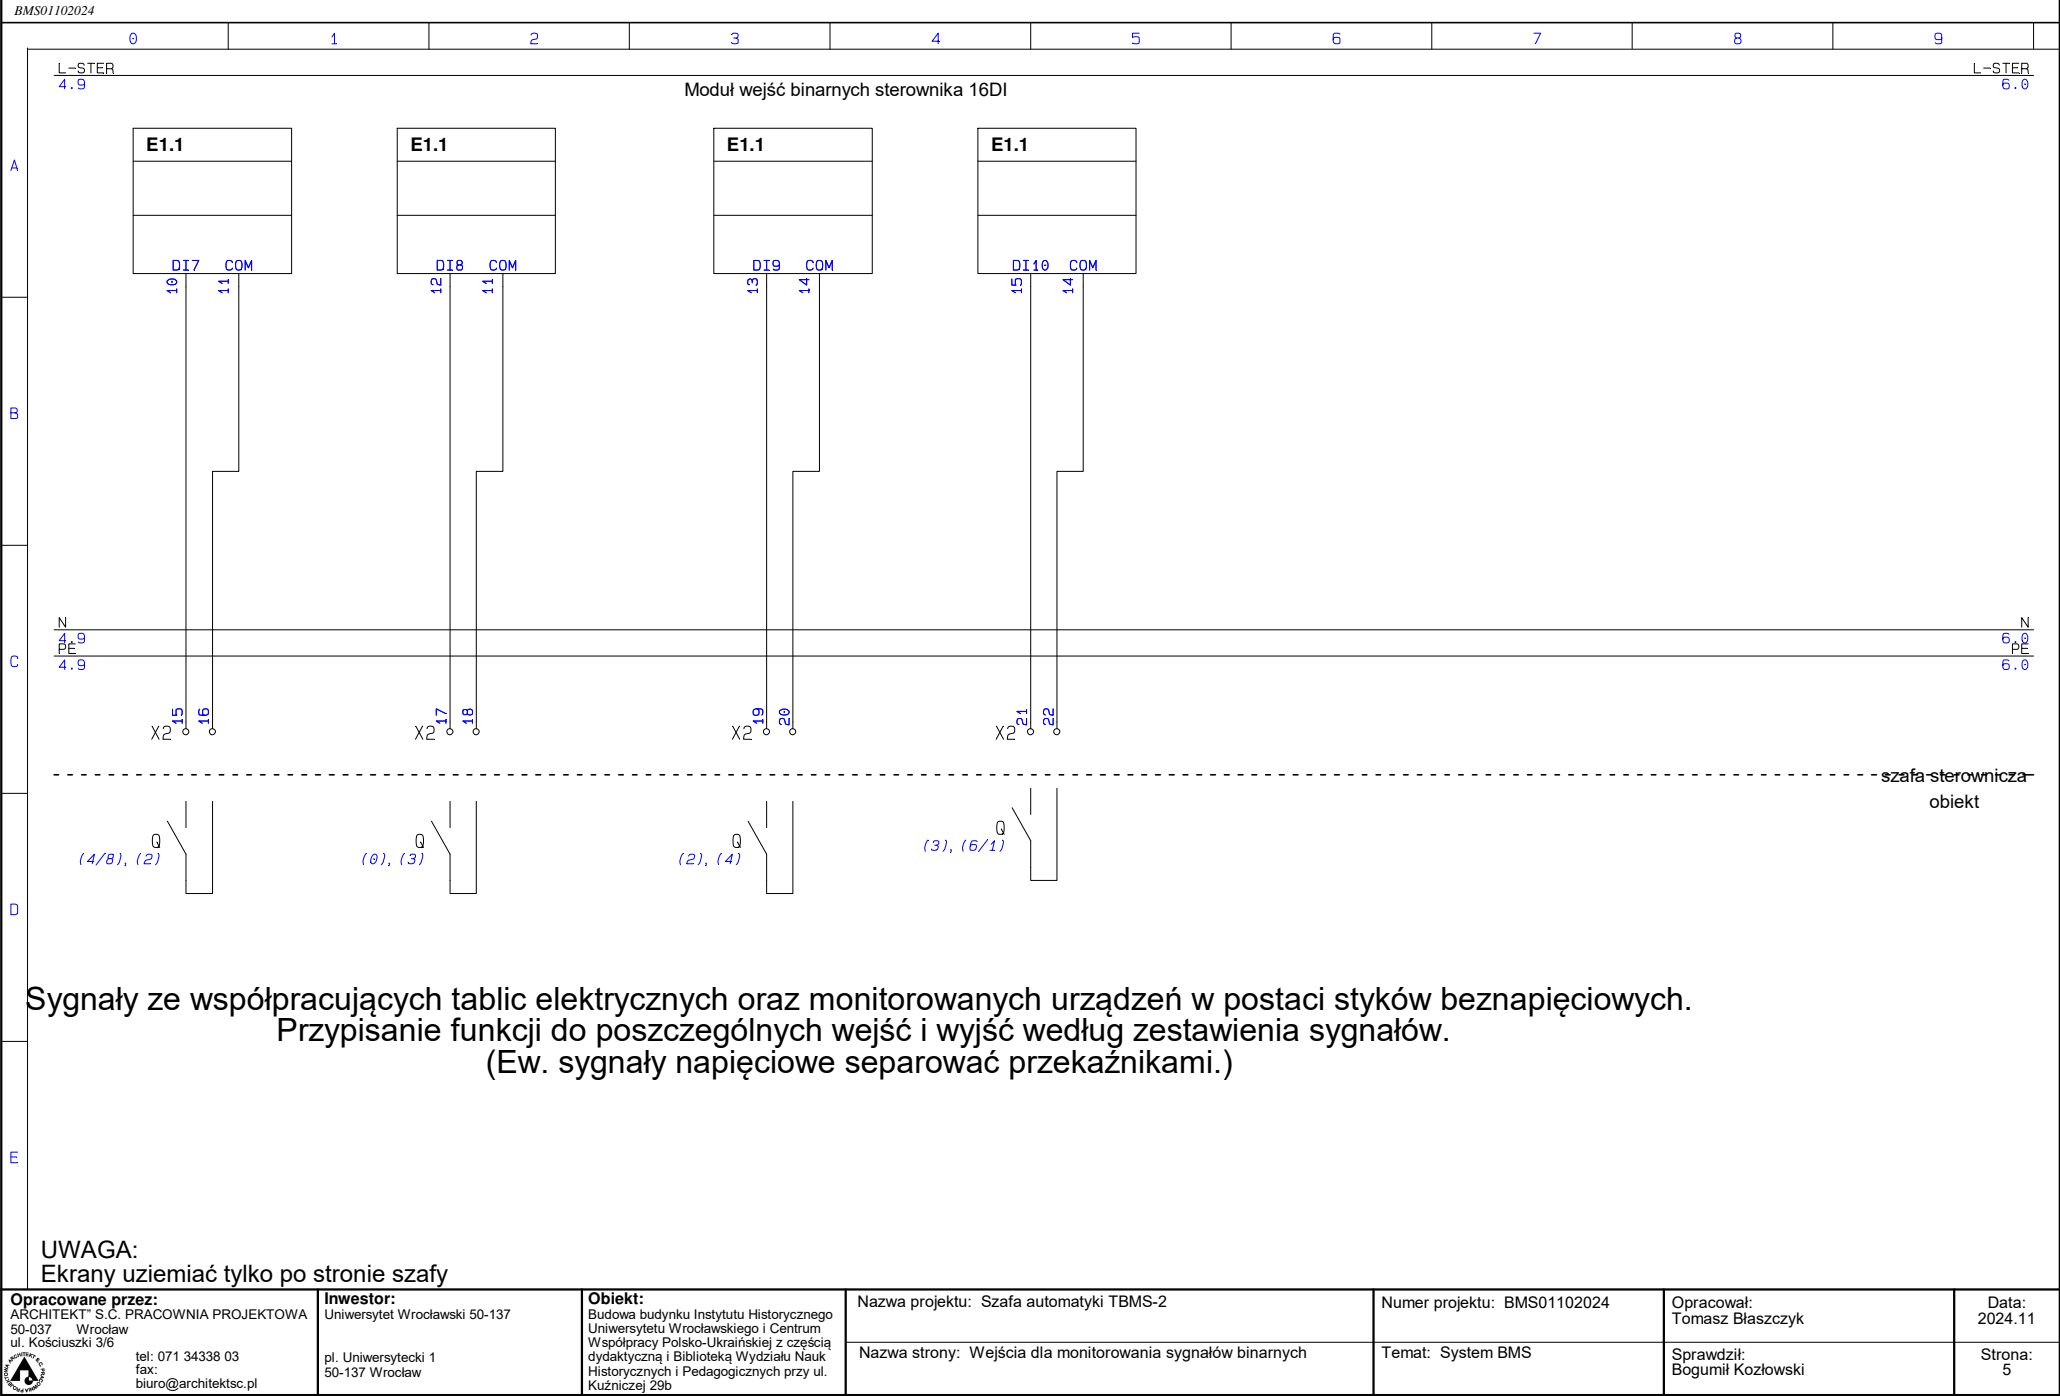 BMS01102024
0 1 2 3 4 5 6 7 8 9
L-STER L-STER
4.9 6.0
Moduł wejść binarnych sterownika 16DI
E1.1 E1.1 E1.1 E1.1
A
DI7 COM DI8 COM DI9 COM DI10 COM
10 11 12 11 13 14 15 14
B
N N
4.9 6.0
PE PE
C
4.9 6.0
15 16 17 18 19 20 21 22
X2 X2 X2 X2
szafa sterownicza
obiekt
Q Q Q Q
(4/8), (2) (0), (3) (2), (4) (3), (6/1)
D
Sygnały ze współpracujących tablic elektrycznych oraz monitorowanych urządzeń w postaci styków beznapięciowych.
Przypisanie funkcji do poszczególnych wejść i wyjść według zestawienia sygnałów.
(Ew. sygnały napięciowe separować przekaźnikami.)
E
UWAGA:
Ekrany uziemiać tylko po stronie szafy
Opracowane przez:
ARCHITEKT" S.C. PRACOWNIA PROJEKTOWA
50-037 Wrocław
ul. Kościuszki 3/6
tel: 071 34338 03
fax:
biuro@architektsc.pl
Inwestor:
Uniwersytet Wrocławski 50-137
pl. Uniwersytecki 1
50-137 Wrocław
Obiekt:
Budowa budynku Instytutu Historycznego
Uniwersytetu Wrocławskiego i Centrum
Współpracy Polsko-Ukraińskiej z częścią
dydaktyczną i Biblioteką Wydziału Nauk
Historycznych i Pedagogicznych przy ul.
Kuźniczej 29b
Nazwa projektu: Szafa automatyki TBMS-2
Nazwa strony: Wejścia dla monitorowania sygnałów binarnych
Numer projektu: BMS01102024
Temat: System BMS
Opracował:
Tomasz Błaszczyk
Sprawdził:
Bogumił Kozłowski
Data:
2024.11
Strona:
5